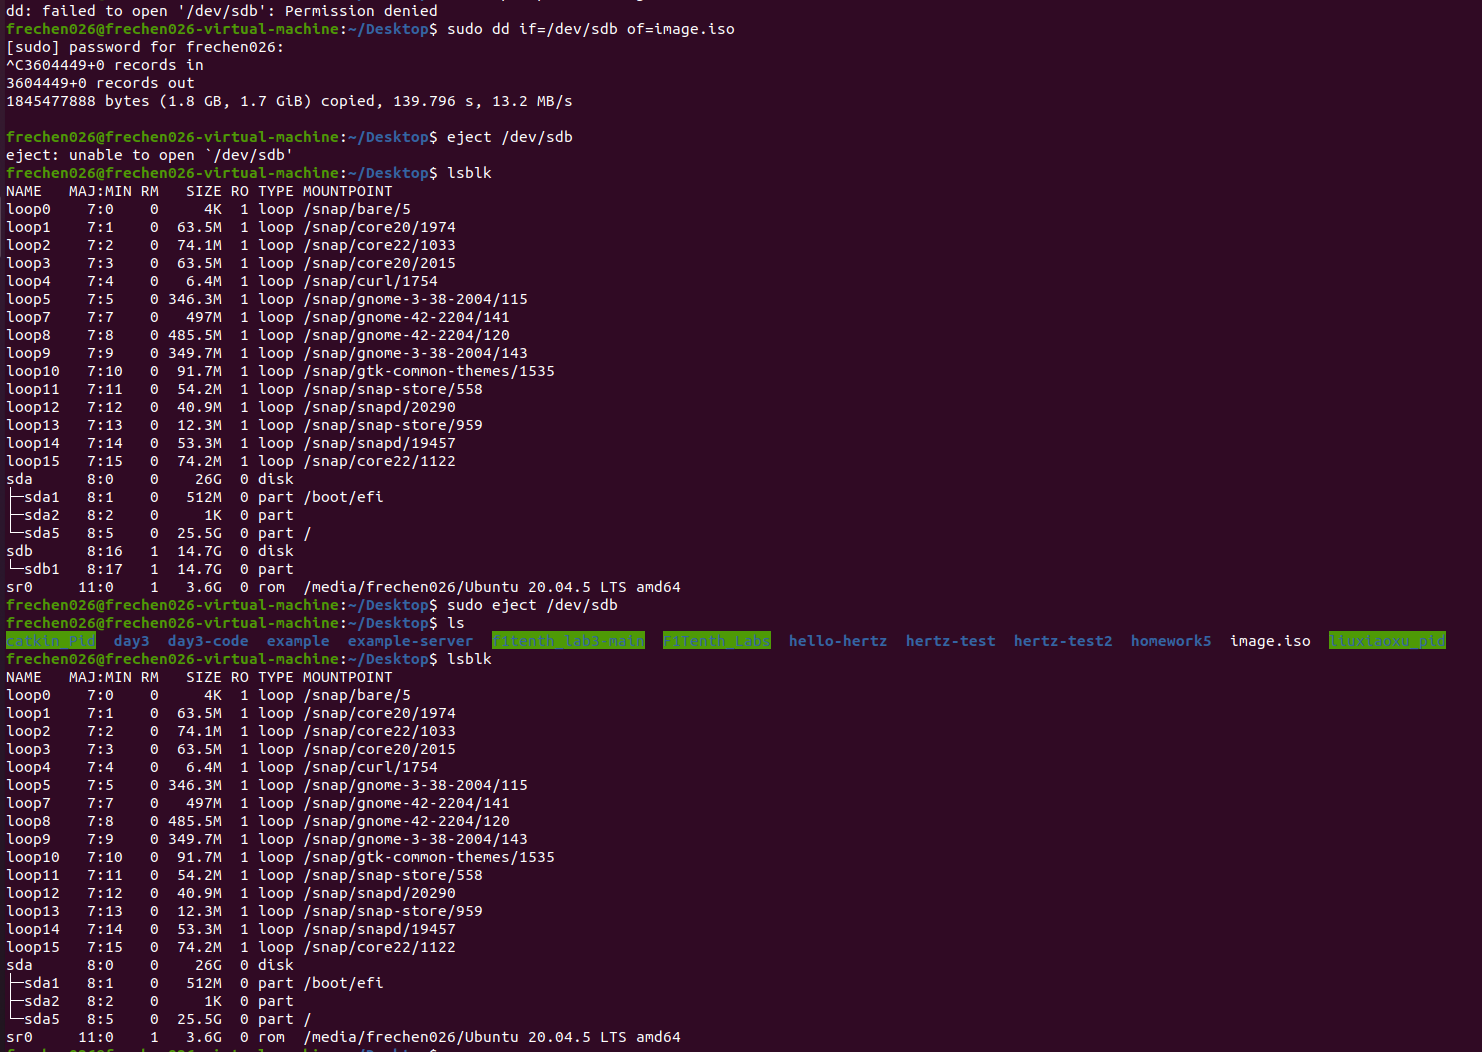 dd: failed to open '/dev/sdb': Permission denied
frechen026@frechen026-virtual-machine:~/Desktop$ sudo dd if=/dev/sdb of=image.iso
[sudo] password for frechen026:
^C3604449+0 records in
3604449+0 records out
1845477888 bytes (1.8 GB, 1.7 GiB) copied, 139.796 s, 13.2 MB/s
frechen026@frechen026-virtual-machine:~/Desktop$ eject /dev/sdb
eject: unable to open `/dev/sdb'
frechen026@frechen026-virtual-machine:~/Desktop$ lsblk
NAME   MAJ:MIN RM   SIZE RO TYPE MOUNTPOINT
loop0    7:0    0     4K  1 loop /snap/bare/5
loop1    7:1    0  63.5M  1 loop /snap/core20/1974
loop2    7:2    0  74.1M  1 loop /snap/core22/1033
loop3    7:3    0  63.5M  1 loop /snap/core20/2015
loop4    7:4    0   6.4M  1 loop /snap/curl/1754
loop5    7:5    0 346.3M  1 loop /snap/gnome-3-38-2004/115
loop7    7:7    0   497M  1 loop /snap/gnome-42-2204/141
loop8    7:8    0 485.5M  1 loop /snap/gnome-42-2204/120
loop9    7:9    0 349.7M  1 loop /snap/gnome-3-38-2004/143
loop10   7:10   0  91.7M  1 loop /snap/gtk-common-themes/1535
loop11   7:11   0  54.2M  1 loop /snap/snap-store/558
loop12   7:12   0  40.9M  1 loop /snap/snapd/20290
loop13   7:13   0  12.3M  1 loop /snap/snap-store/959
loop14   7:14   0  53.3M  1 loop /snap/snapd/19457
loop15   7:15   0  74.2M  1 loop /snap/core22/1122
sda      8:0    0    26G  0 disk
├─sda1   8:1    0   512M  0 part /boot/efi
├─sda2   8:2    0     1K  0 part
└─sda5   8:5    0  25.5G  0 part /
sdb      8:16   1  14.7G  0 disk
└─sdb1   8:17   1  14.7G  0 part
sr0     11:0    1   3.6G  0 rom  /media/frechen026/Ubuntu 20.04.5 LTS amd64
frechen026@frechen026-virtual-machine:~/Desktop$ sudo eject /dev/sdb
frechen026@frechen026-virtual-machine:~/Desktop$ ls
catkin_Pid  day3  day3-code  example  example-server  f1tenth_lab3-main  F1Tenth_Labs  hello-hertz  hertz-test  hertz-test2  homework5  image.iso  liuxiaoxu_pid
frechen026@frechen026-virtual-machine:~/Desktop$ lsblk
NAME   MAJ:MIN RM   SIZE RO TYPE MOUNTPOINT
loop0    7:0    0     4K  1 loop /snap/bare/5
loop1    7:1    0  63.5M  1 loop /snap/core20/1974
loop2    7:2    0  74.1M  1 loop /snap/core22/1033
loop3    7:3    0  63.5M  1 loop /snap/core20/2015
loop4    7:4    0   6.4M  1 loop /snap/curl/1754
loop5    7:5    0 346.3M  1 loop /snap/gnome-3-38-2004/115
loop7    7:7    0   497M  1 loop /snap/gnome-42-2204/141
loop8    7:8    0 485.5M  1 loop /snap/gnome-42-2204/120
loop9    7:9    0 349.7M  1 loop /snap/gnome-3-38-2004/143
loop10   7:10   0  91.7M  1 loop /snap/gtk-common-themes/1535
loop11   7:11   0  54.2M  1 loop /snap/snap-store/558
loop12   7:12   0  40.9M  1 loop /snap/snapd/20290
loop13   7:13   0  12.3M  1 loop /snap/snap-store/959
loop14   7:14   0  53.3M  1 loop /snap/snapd/19457
loop15   7:15   0  74.2M  1 loop /snap/core22/1122
sda      8:0    0    26G  0 disk
├─sda1   8:1    0   512M  0 part /boot/efi
├─sda2   8:2    0     1K  0 part
└─sda5   8:5    0  25.5G  0 part /
sr0     11:0    1   3.6G  0 rom  /media/frechen026/Ubuntu 20.04.5 LTS amd64